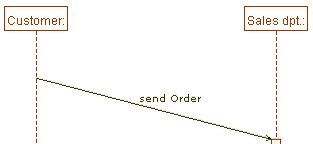 Customer:
Sales dpt.:
send Order